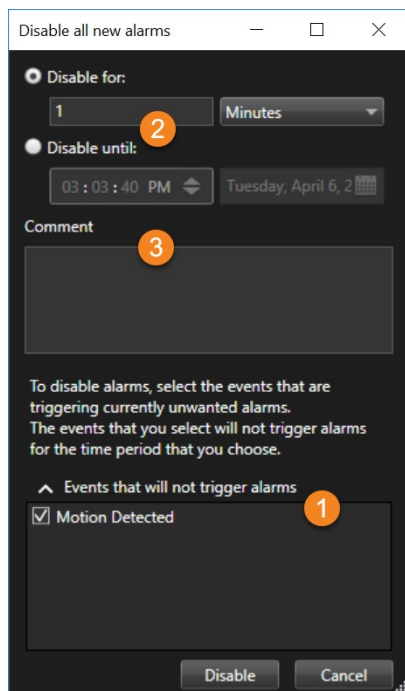 Disable all new alarms
Disable for:
1 Minutes
2
Disable until:
03 : 03 : 40 PM Tuesday, April 6, 2
Comment
3
To disable alarms, select the events that are
triggering currently unwanted alarms.
The events that you select will not trigger alarms
for the time period that you choose.
Events that will not trigger alarms
1
Motion Detected
Disable Cancel